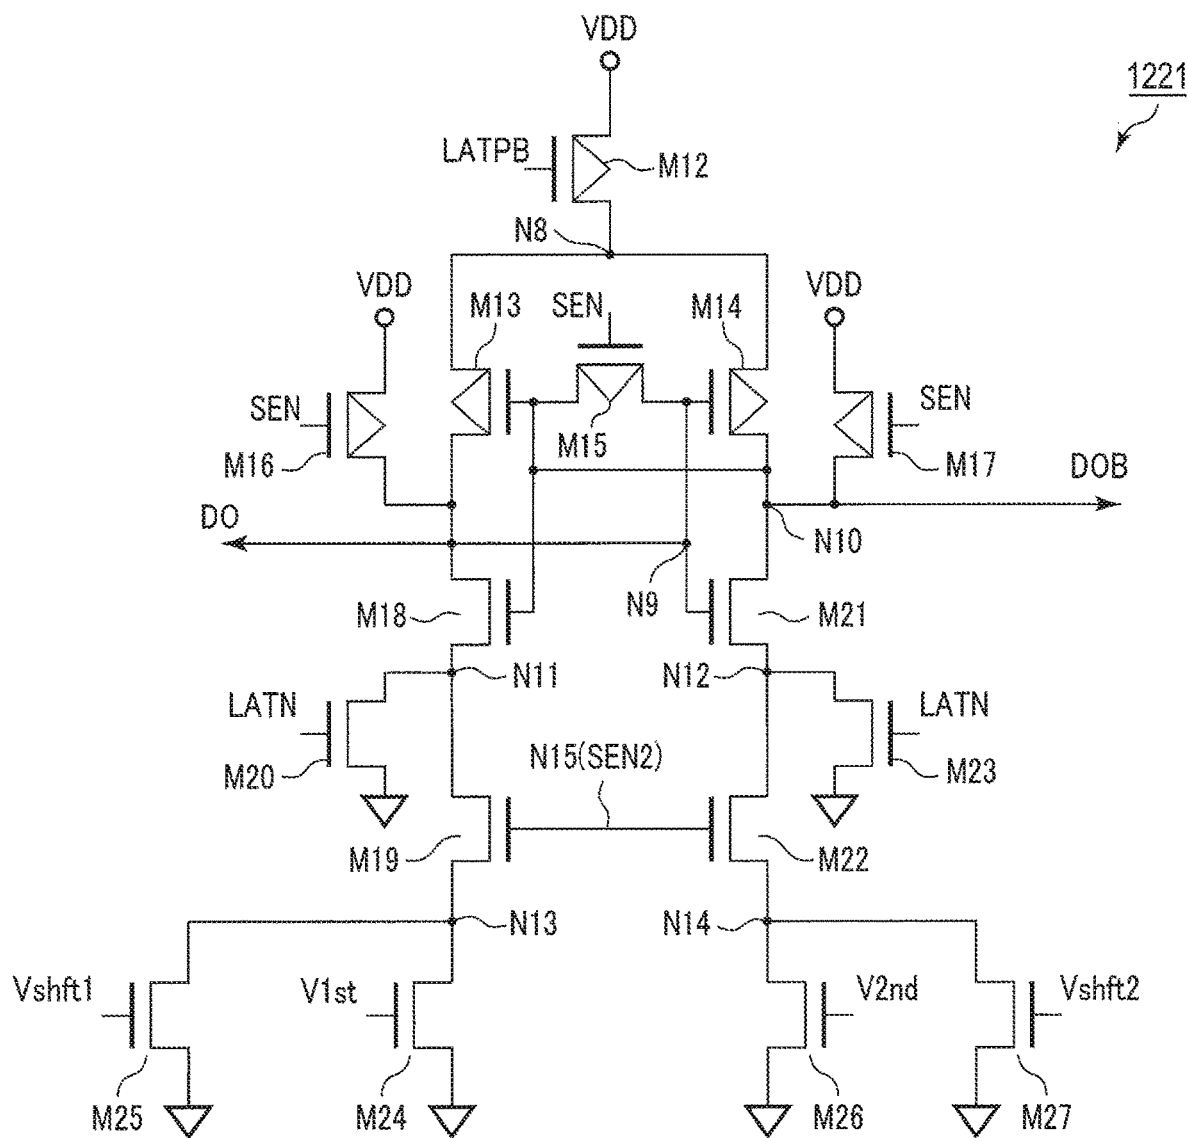 VDD
1221
LATPB
M12
N8
VDD
M13
SEN
M14
VDD
SEN
SEN
M16
M15
M17
DOB
DO
N10
N9
M18
M21
N11
N12
LATN
LATN
M20
N15(SEN2)
M23
M19
M22
N13
N14
Vshft1
V1st
V2nd
Vshft2
M25
M24
M26
M27